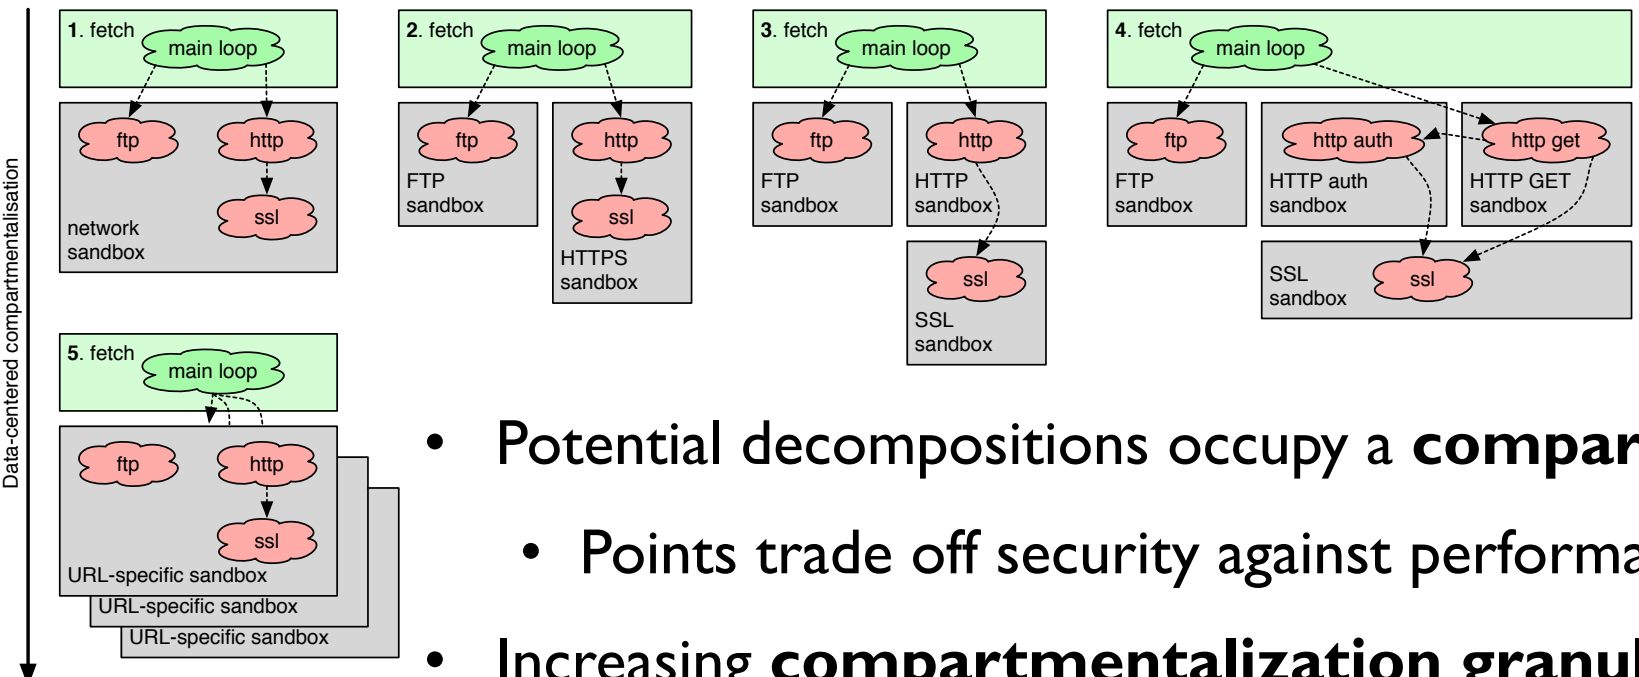 Data-centered compartmentalisation
1. fetch
main loop
ftp
http
ssl
network
sandbox
2. fetch
main loop
ftp
FTP
sandbox
http
ssl
HTTPS
sandbox
3. fetch
main loop
ftp
FTP
sandbox
http
HTTP
sandbox
ssl
SSL
sandbox
4. fetch
main loop
ftp
FTP
sandbox
http auth
HTTP auth
sandbox
http get
HTTP GET
sandbox
SSL
sandbox
ssl
5. fetch
main loop
ftp
http
ssl
URL-specific sandbox
URL-specific sandbox
URL-specific sandbox
• Potential decompositions occupy a compar
• Points trade off security against performa
• Increasing compartmentalization granul